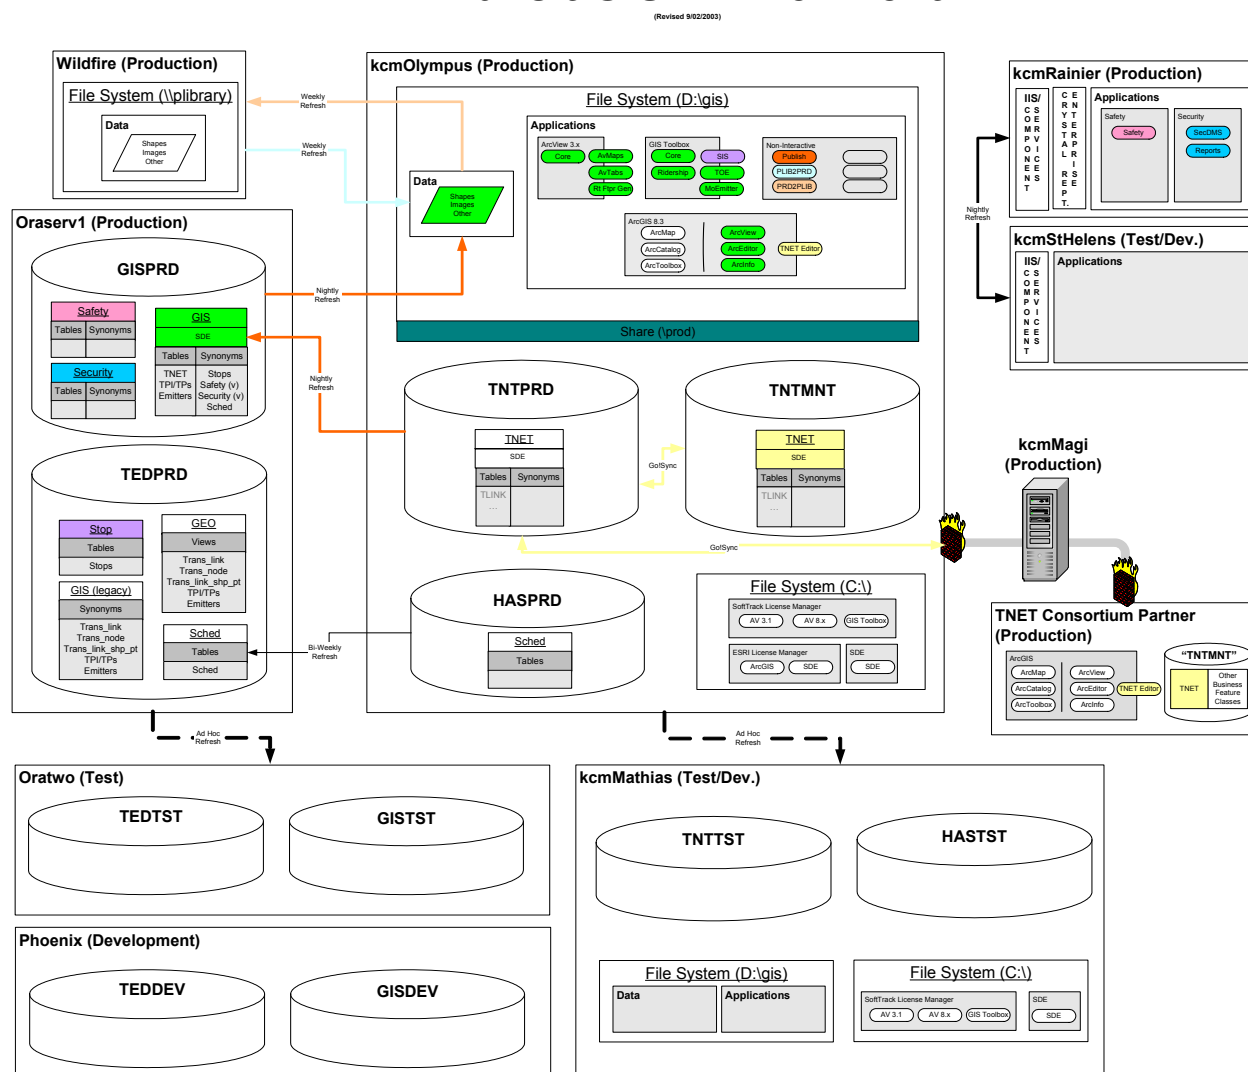 (Revised 9/02/2003)
Wildfire (Production)
File System (\\plibrary)
Data
Shapes
Images
Other
Weekly
Refresh
Weekly
Refresh
kcmOlympus (Production)
File System (D:\gis)
Applications
ArcView 3.x
Core
AvMaps
AvTabs
Rt Flpr Gen
GIS Toolbox
Core
SIS
Ridership
TOE
MoEmitter
Non-Interactive
Publish
PLIB2PRD
PRD2PLIB
ArcGIS 8.3
ArcMap
ArcCatalog
ArcToolbox
ArcView
ArcEditor
ArcInfo
TNET Editor
Data
Shapes
Images
Other
Share (\prod)
kcmRainier (Production)
IIS/
COMPONENT
SERVICES
CRYSTAL REPT.
ENTERPRISE
Applications
Safety
Safety
Security
SecDMS
Reports
Nightly
Refresh
kcmStHelens (Test/Dev.)
IIS/
COMPONENT
SERVICES
Applications
Oraserv1 (Production)
GISPRD
Safety
Tables Synonyms
Security
Tables Synonyms
GIS
SDE
Tables Synonyms
TNET
TPI/TPs
Emitters
Stops
Safety (v)
Security (v)
Sched
Nightly
Refresh
Nightly
Refresh
TEDPRD
Stop
Tables
Stops
GIS (legacy)
Synonyms
Trans_link
Trans_node
Trans_link_shp_pt
TPI/TPs
Emitters
GEO
Views
Trans_link
Trans_node
Trans_link_shp_pt
TPI/TPs
Emitters
Sched
Tables
Sched
Bi-Weekly
Refresh
TNTPRD
TNET
SDE
Tables Synonyms
TLINK
...
Go!Sync
TNTMNT
TNET
SDE
Tables Synonyms
TLINK
...
Go!Sync
HASPRD
Sched
Tables
File System (C:\)
SoftTrack License Manager
AV 3.1
AV 8.x
GIS Toolbox
ESRI License Manager
ArcGIS
SDE
SDE
SDE
kcmMagi
(Production)
TNET Consortium Partner
(Production)
ArcGIS
ArcMap
ArcCatalog
ArcToolbox
ArcView
ArcEditor
ArcInfo
TNET Editor
“TNTMNT”
TNET
Other
Business
Feature
Classes
Ad Hoc
Refresh
Ad Hoc
Refresh
Oratwo (Test)
TEDTST
GISTST
Phoenix (Development)
TEDDEV
GISDEV
kcmMathias (Test/Dev.)
TNTTST
HASTST
File System (D:\gis)
Data
Applications
File System (C:\)
SoftTrack License Manager
AV 3.1
AV 8.x
GIS Toolbox
SDE
SDE